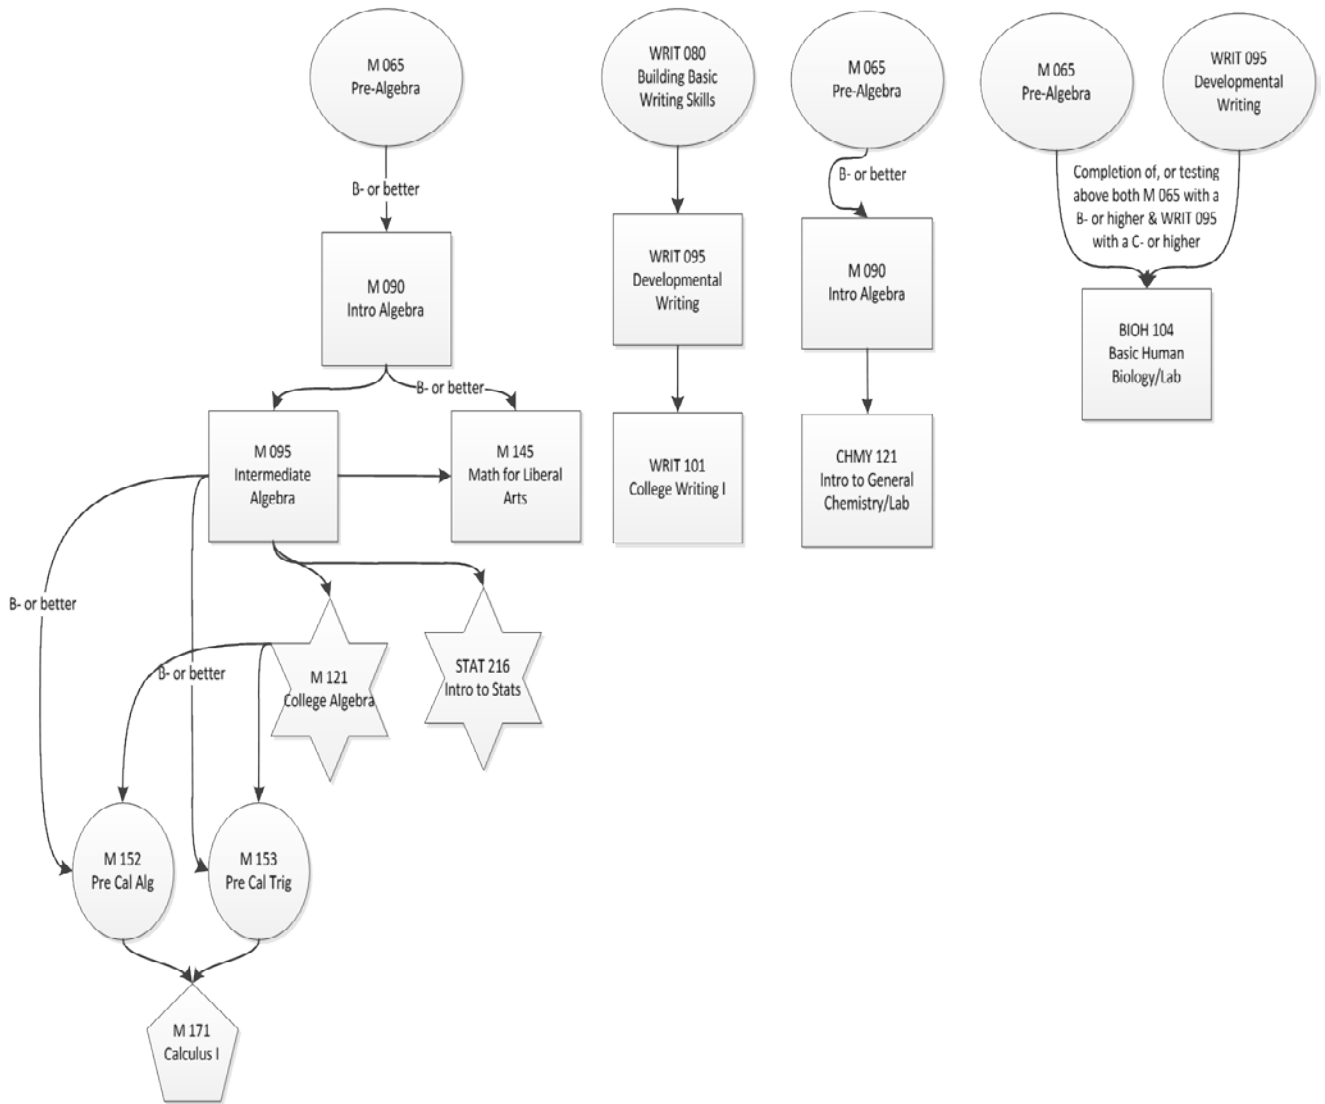 M 065
Pre-Algebra
B- or better
M 090
Intro Algebra
B- or better
M 095
Intermediate
Algebra
M 145
Math for Liberal
Arts
B- or better
B- or better
M 121
College Algebra
STAT 216
Intro to Stats
M 152
Pre Cal Alg
M 153
Pre Cal Trig
M 171
Calculus I
WRIT 080
Building Basic
Writing Skills
WRIT 095
Developmental
Writing
WRIT 101
College Writing I
M 065
Pre-Algebra
B- or better
M 090
Intro Algebra
CHMY 121
Intro to General
Chemistry/Lab
M 065
Pre-Algebra
WRIT 095
Developmental
Writing
Completion of, or testing
above both M 065 with a
B- or higher & WRIT 095
with a C- or higher
BIOH 104
Basic Human
Biology/Lab